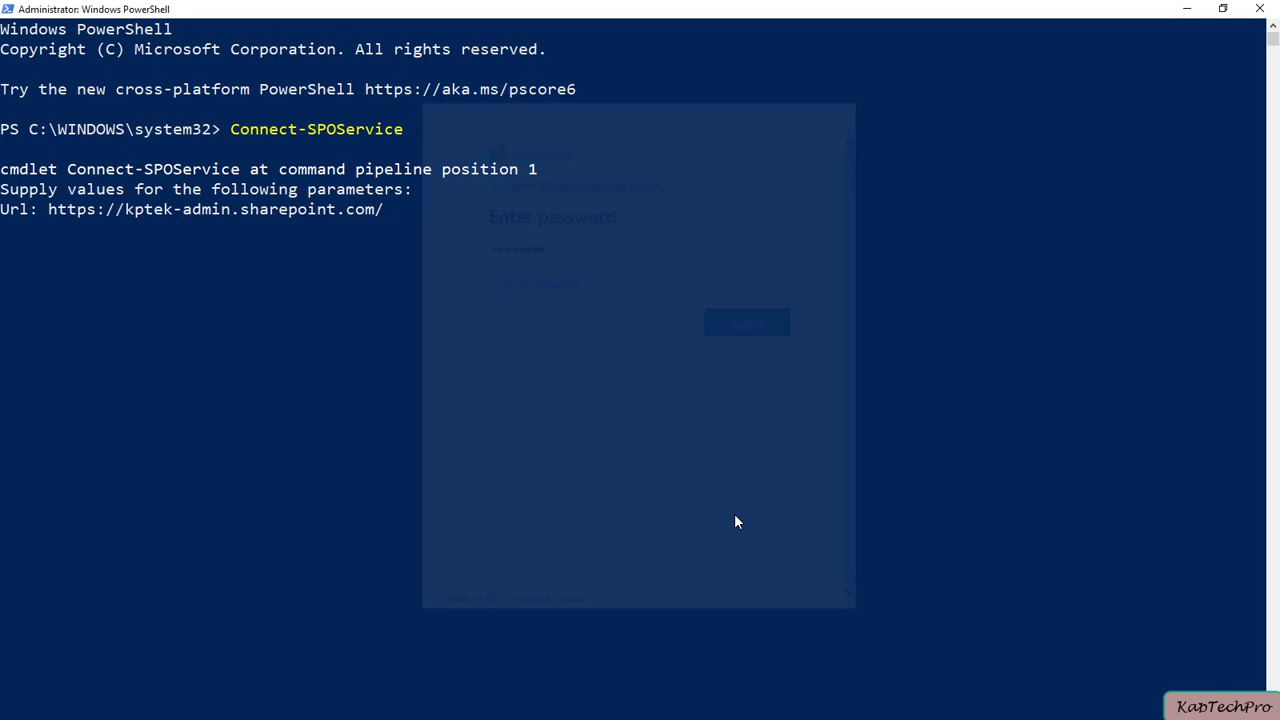 Administrator: Windows PowerShell
Windows PowerShell
Copyright (C) Microsoft Corporation. All rights reserved.
Try the new cross-platform PowerShell https://aka.ms/pscore6
PS C:\WINDOWS\system32> Connect-SPOService
cmdlet Connect-SPOService at command pipeline position 1
Supply values for the following parameters:
Url: https://kptek-admin.sharepoint.com/
Microsoft
Enter password
KapTechPro